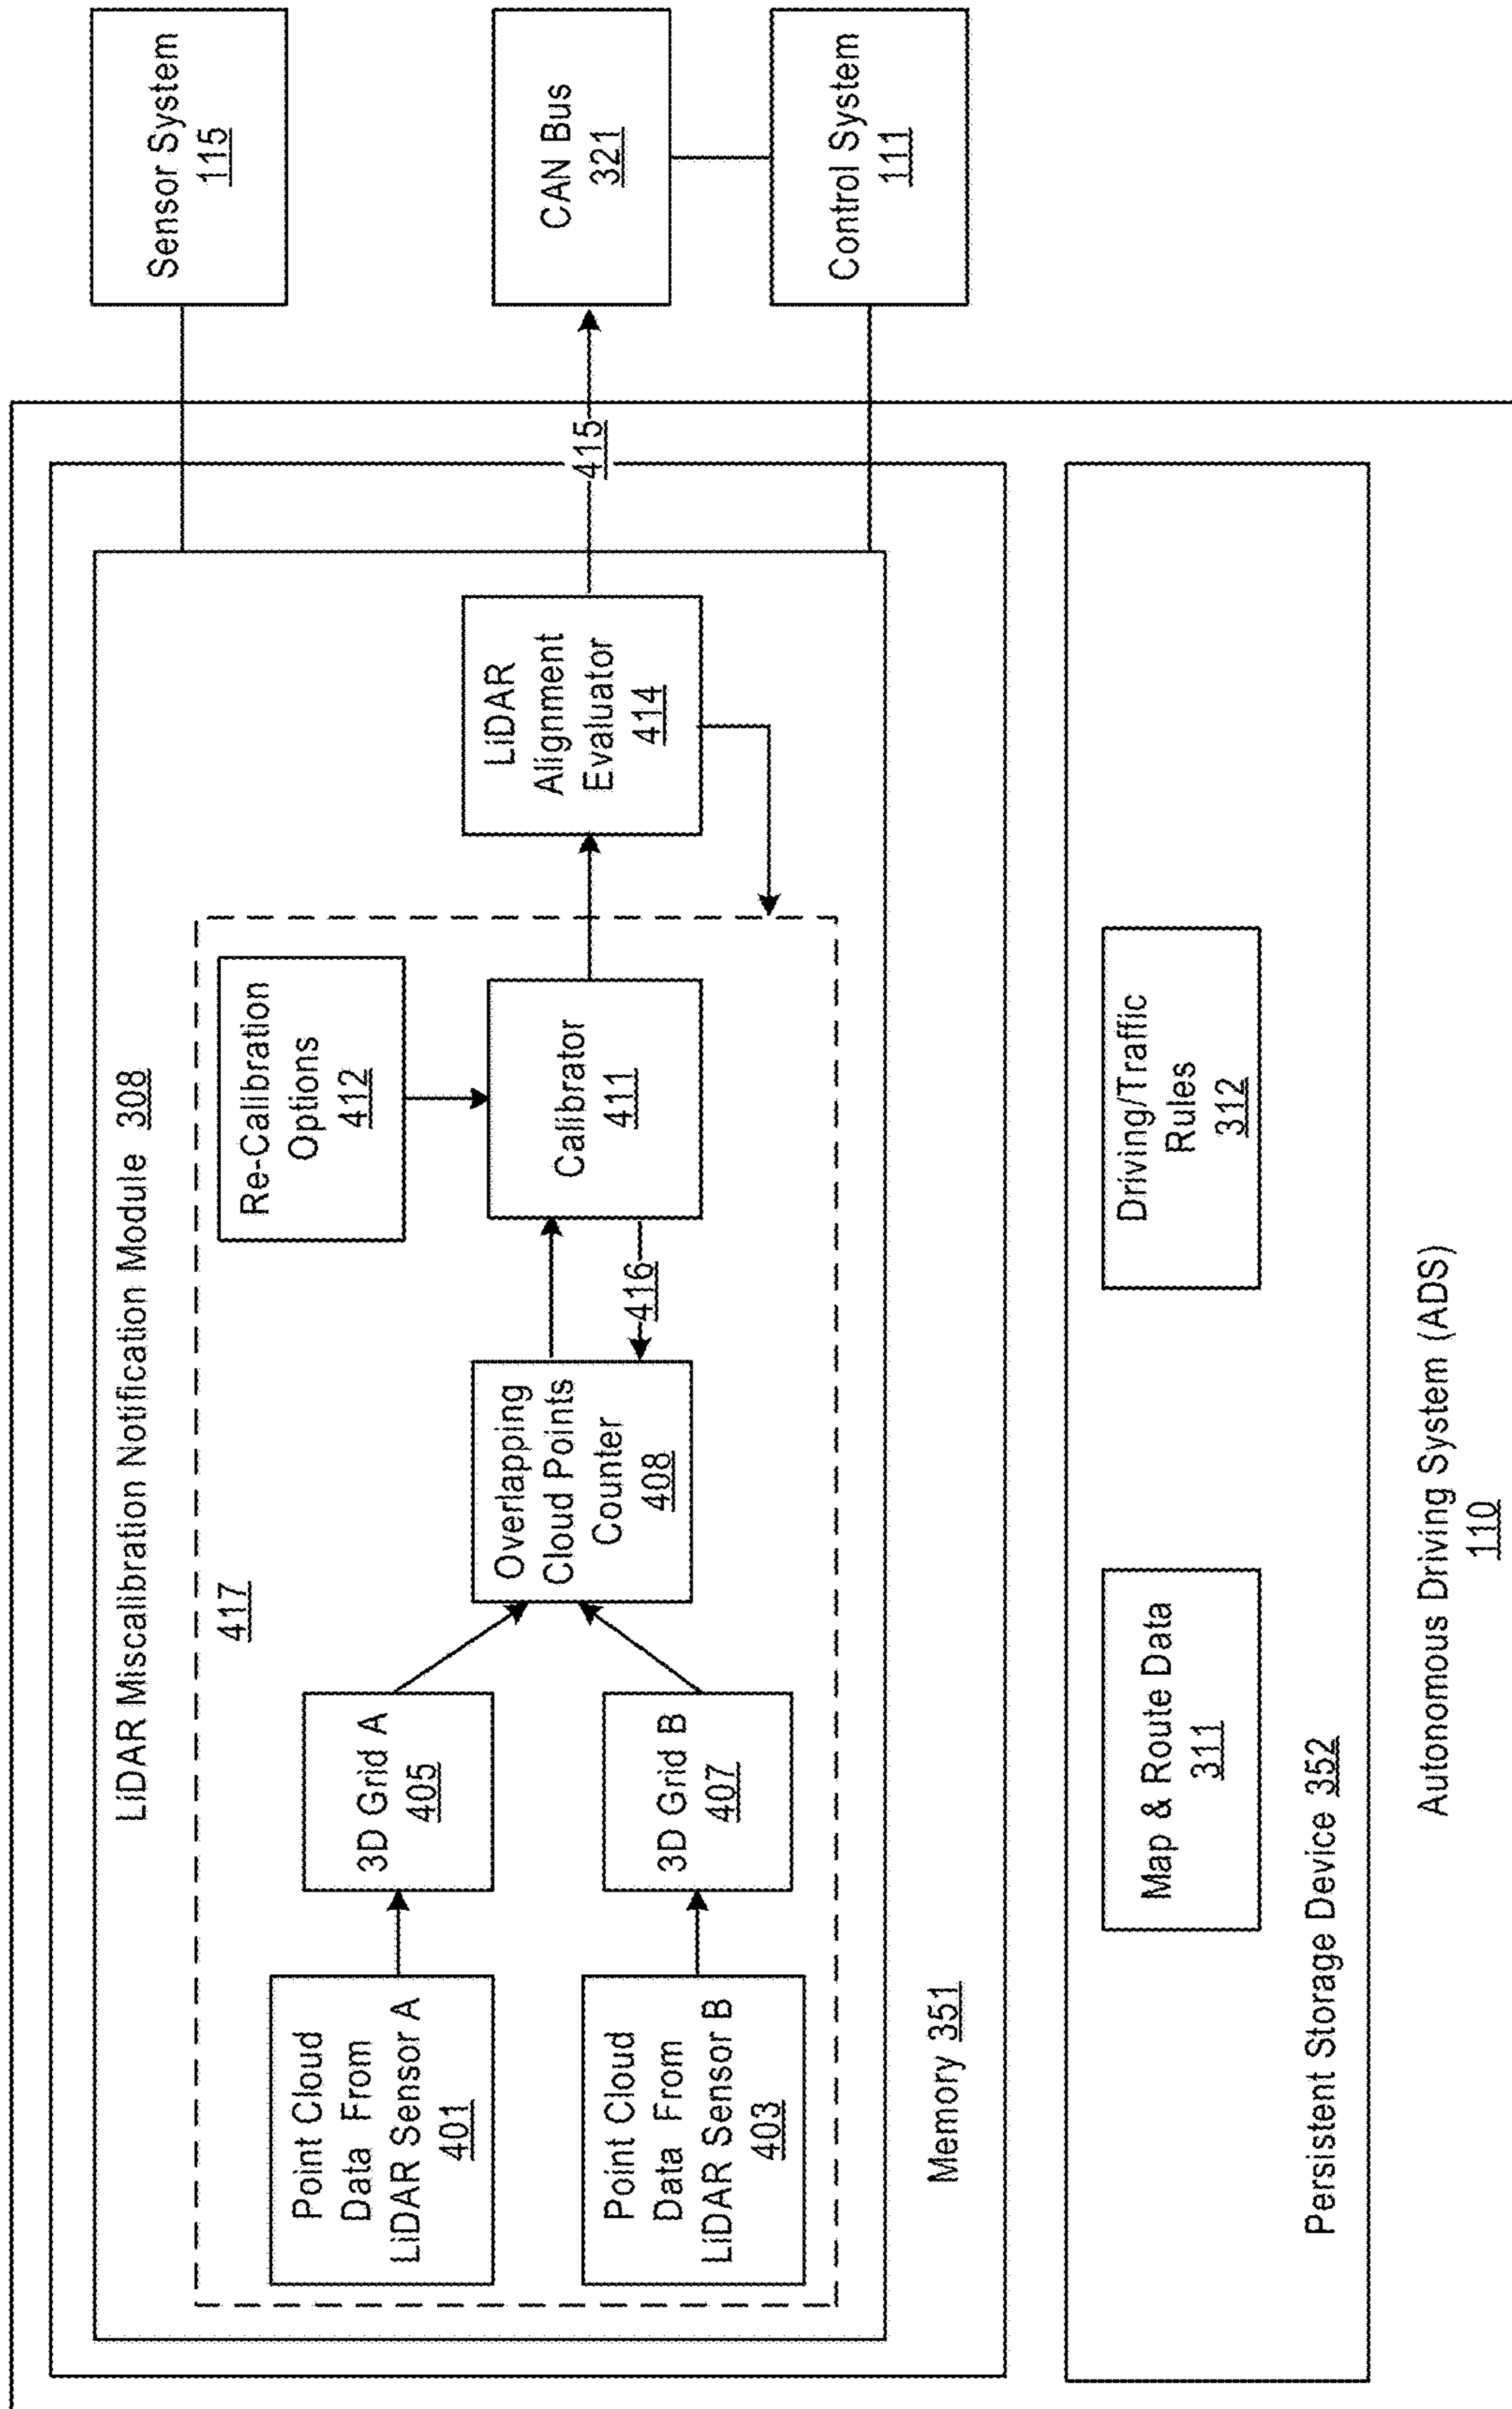 LiDAR Miscalibration Notification Module 308
417
Point Cloud
Data From
LiDAR Sensor A
401
3D Grid A
405
Point Cloud
Data From
LiDAR Sensor B
403
3D Grid B
407
Overlapping
Cloud Points
Counter
408
416
Re-Calibration
Options
412
Calibrator
411
LiDAR
Alignment
Evaluator
414
415
Sensor System
115
CAN Bus
321
Control System
111
Memory 351
Map & Route Data
311
Driving/Traffic
Rules
312
Persistent Storage Device 352
Autonomous Driving System (ADS)
110